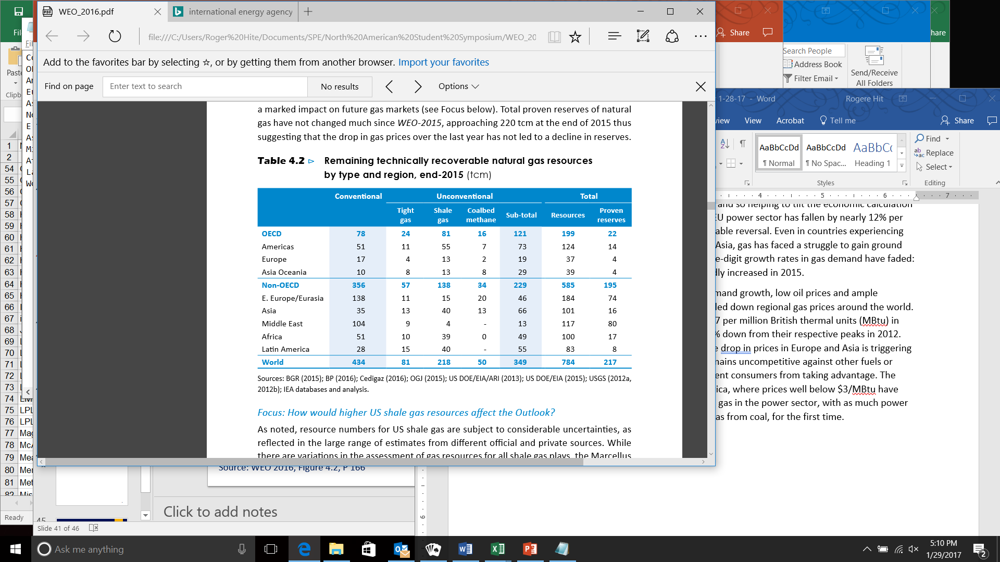 WEO_2016.pdf
international energy agency
file:///C:/Users/Roger%20Hite/Documents/SPE/North%20American%20Student%20Symposium/WEO_20
Add to the favorites bar by selecting ☆, or by getting them from another browser. Import your favorites
Find on page
Enter text to search
No results
Options
a marked impact on future gas markets (see Focus below). Total proven reserves of natural
gas have not changed much since WEO-2015, approaching 220 tcm at the end of 2015 thus
suggesting that the drop in gas prices over the last year has not led to a decline in reserves.
Table 4.2 ▻ Remaining technically recoverable natural gas resources
by type and region, end-2015 (tcm)
Conventional Unconventional Total
Tight gas Shale gas Coalbed methane Sub-total Resources Proven reserves
OECD 78 24 81 16 121 199 22
Americas 51 11 55 7 73 124 14
Europe 17 4 13 2 19 37 4
Asia Oceania 10 8 13 8 29 39 4
Non-OECD 356 57 138 34 229 585 195
E. Europe/Eurasia 138 11 15 20 46 184 74
Asia 35 13 40 13 66 101 16
Middle East 104 9 4 - 13 117 80
Africa 51 10 39 0 49 100 17
Latin America 28 15 40 - 55 83 8
World 434 81 218 50 349 784 217
Sources: BGR (2015); BP (2016); Cedigaz (2016); OGJ (2015); US DOE/EIA/ARI (2013); US DOE/EIA (2015); USGS (2012a,
2012b); IEA databases and analysis.
Focus: How would higher US shale gas resources affect the Outlook?
As noted, resource numbers for US shale gas are subject to considerable uncertainties, as
reflected in the large range of estimates from different official and private sources. While
there are variations in the assessment of gas resources for all shale gas plays, the Marcellus
Share
hare
Search People
Address Book
Filter Email
Send/Receive
All Folders
1-28-17 - Word
Rogere Hit
View
Acrobat
Tell me
Share
AaBbCcDd AaBbCcDd AaBbCc
¶ Normal ¶ No Spac... Heading 1
Styles
Find
Replace
Select
Editing
4 5 6 7
and so helping to tilt the economic calculation
EU power sector has fallen by nearly 12% per
able reversal. Even in countries experiencing
Asia, gas has faced a struggle to gain ground
e-digit growth rates in gas demand have faded:
lly increased in 2015.
mand growth, low oil prices and ample
led down regional gas prices around the world.
7 per million British thermal units (MBtu) in
% down from their respective peaks in 2012.
e drop in prices in Europe and Asia is triggering
mains uncompetitive against other fuels or
ent consumers from taking advantage. The
ica, where prices well below $3/MBtu have
gas in the power sector, with as much power
as from coal, for the first time.
Fil
Fil
Paste
Clipb
1
2
54
55
56
57
58
59
60
61
62
63
64
65
66
67
68
69
70
71
72
73
74 LM
75 LPL
76 LPL
77 Mag
78 McA
79 Mea
80 Mer
81 Met
82 Mis
Ready
Source: WEO 2016, Figure 4.2, P 166
Click to add notes
45
Slide 41 of 46
Ask me anything
5:10 PM
1/29/2017
2